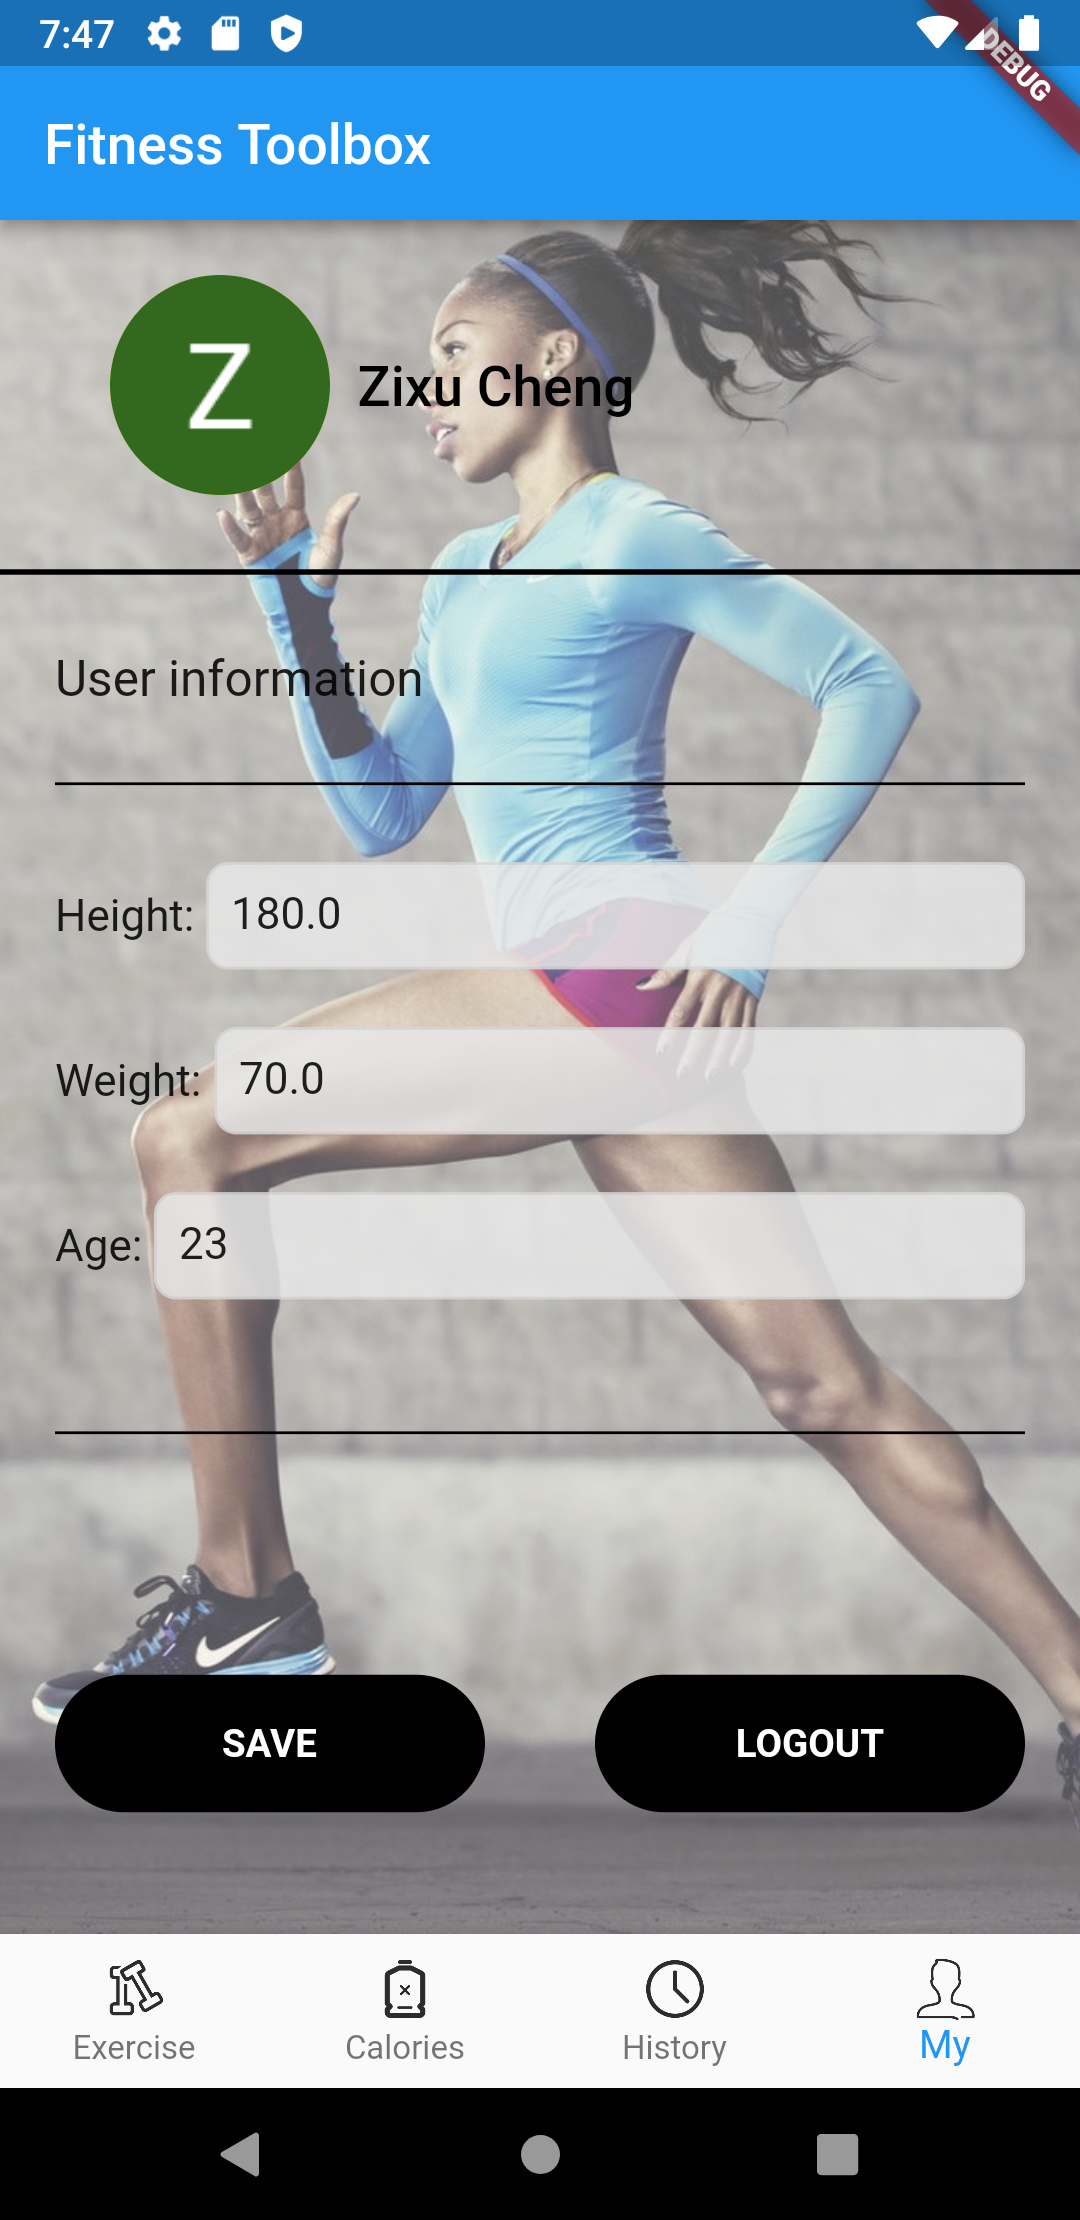 7:47
DEBUG
Fitness Toolbox
Z
Zixu Cheng
User information
Height: 180.0
Weight: 70.0
Age: 23
SAVE LOGOUT
Exercise Calories History My